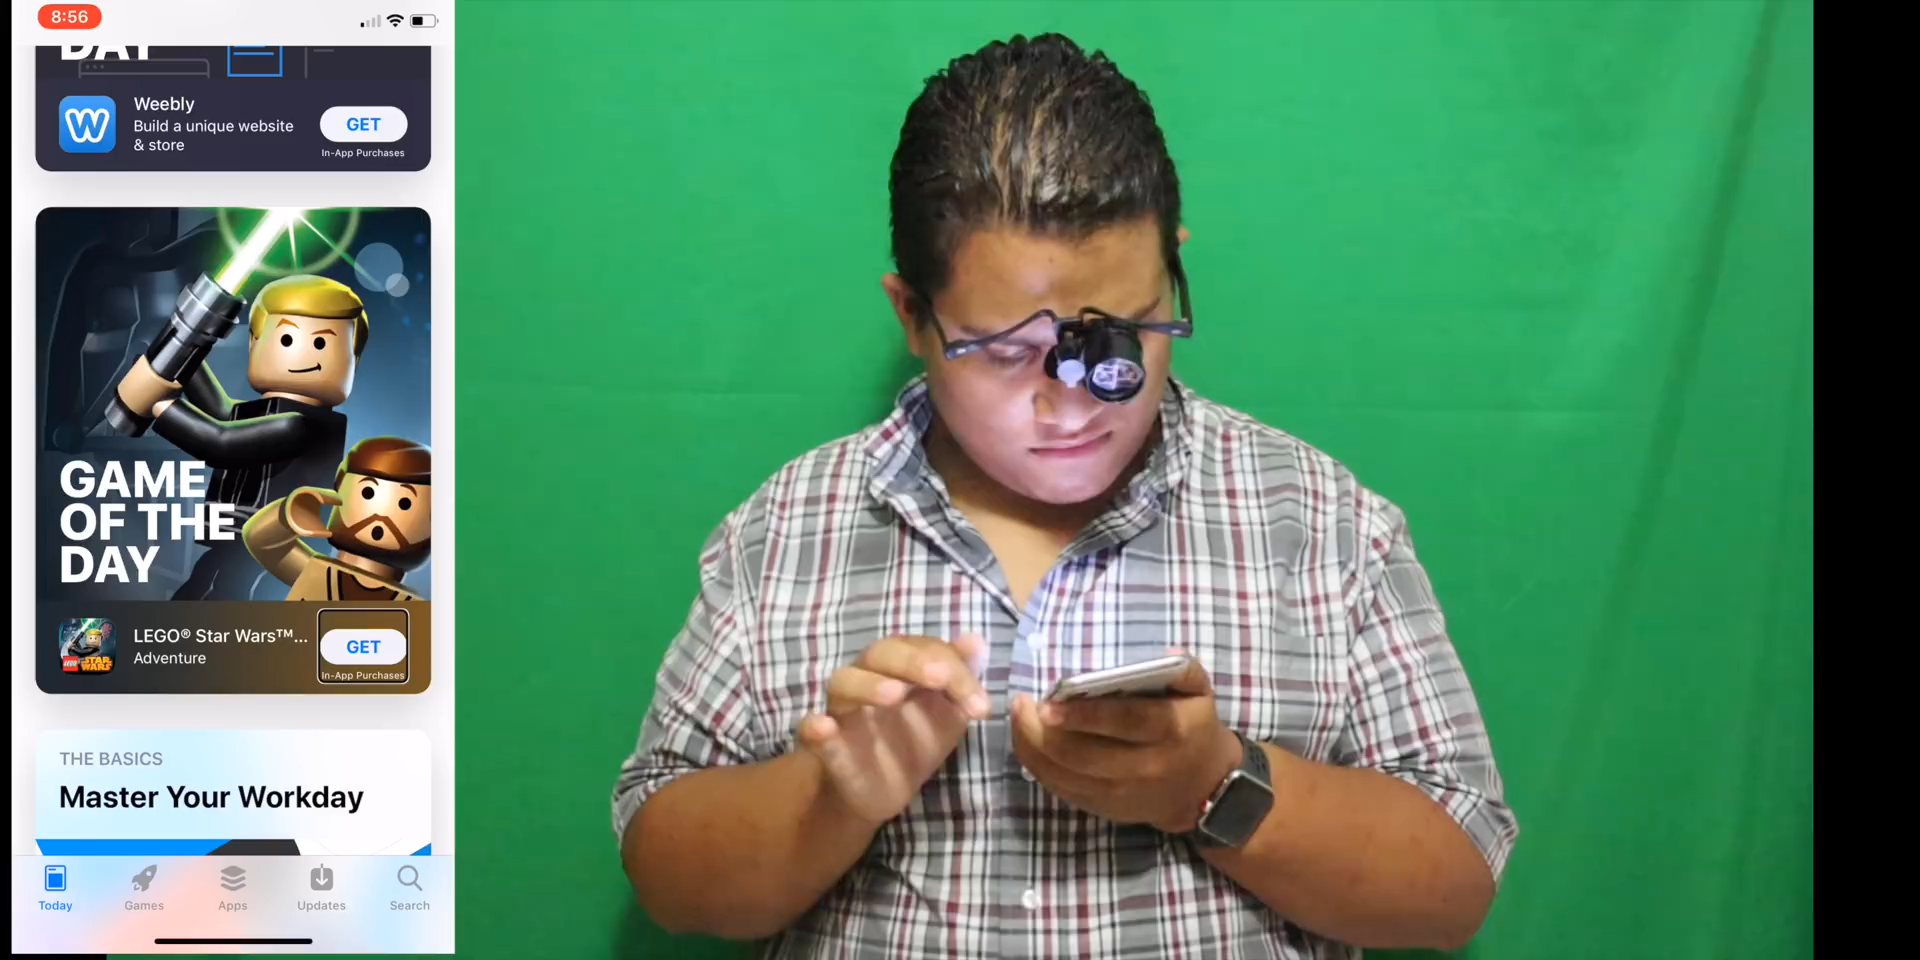 8:56
DAY
Weebly
Build a unique website
& store
GET
In-App Purchases
GAME
OF THE
DAY
LEGO® Star Wars™...
Adventure
GET
In-App Purchases
THE BASICS
Master Your Workday
Today
Games
Apps
Updates
Search